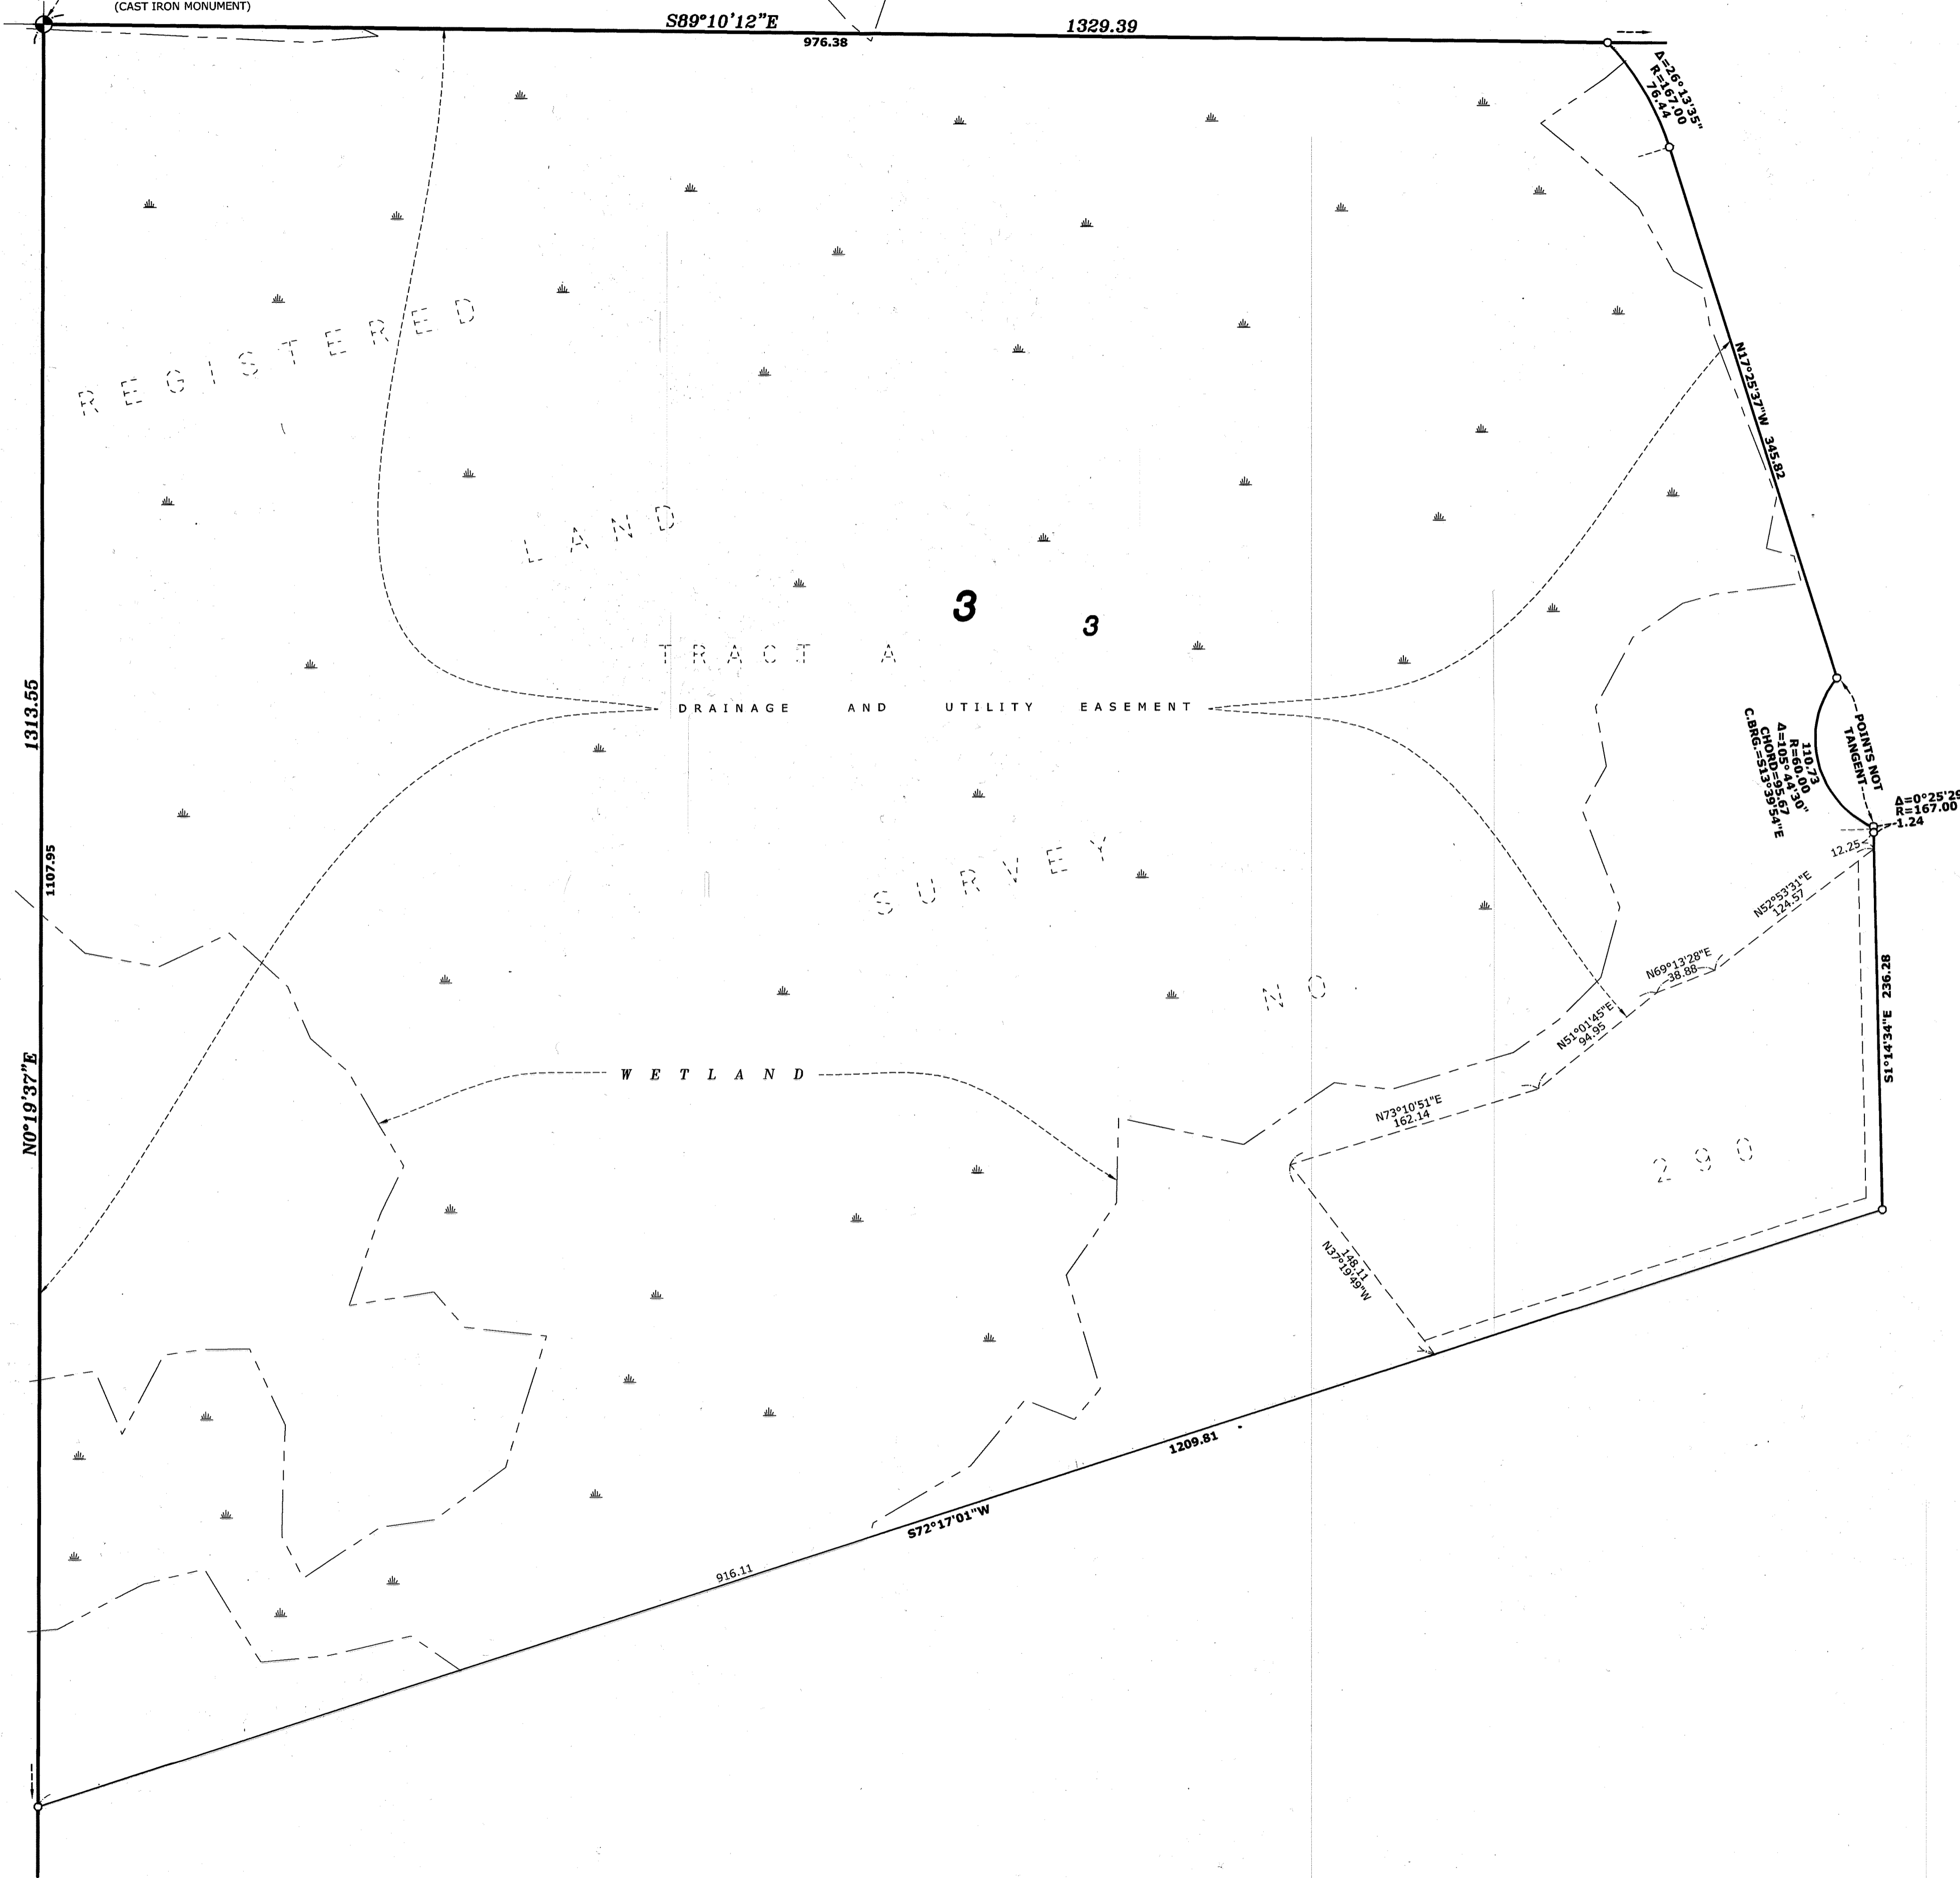 (CAST IRON MONUMENT)
S89°10'12"E
1329.39
976.38
Δ=26°13'35"
R=167.00
76.44
REGISTERED
LAND
N17°25'37"W 345.82
3
3
TRACT A
DRAINAGE AND UTILITY EASEMENT
1313.55
POINTS NOT
TANGENT
110.73
R=60.00
Δ=105°44'30"
CHORD=95.67
C.BRG.=S13°39'54"E
Δ=0°25'29
R=167.00
1.24
12.25
1107.95
SURVEY
N52°53'31"E
124.57
N69°13'28"E
38.88
NO.
S1°14'34"E 236.28
N51°01'45"E
94.95
WETLAND
N0°19'37"E
N73°10'51"E
162.14
290
148.11
N37°19'49"W
1209.81
S72°17'01"W
916.11